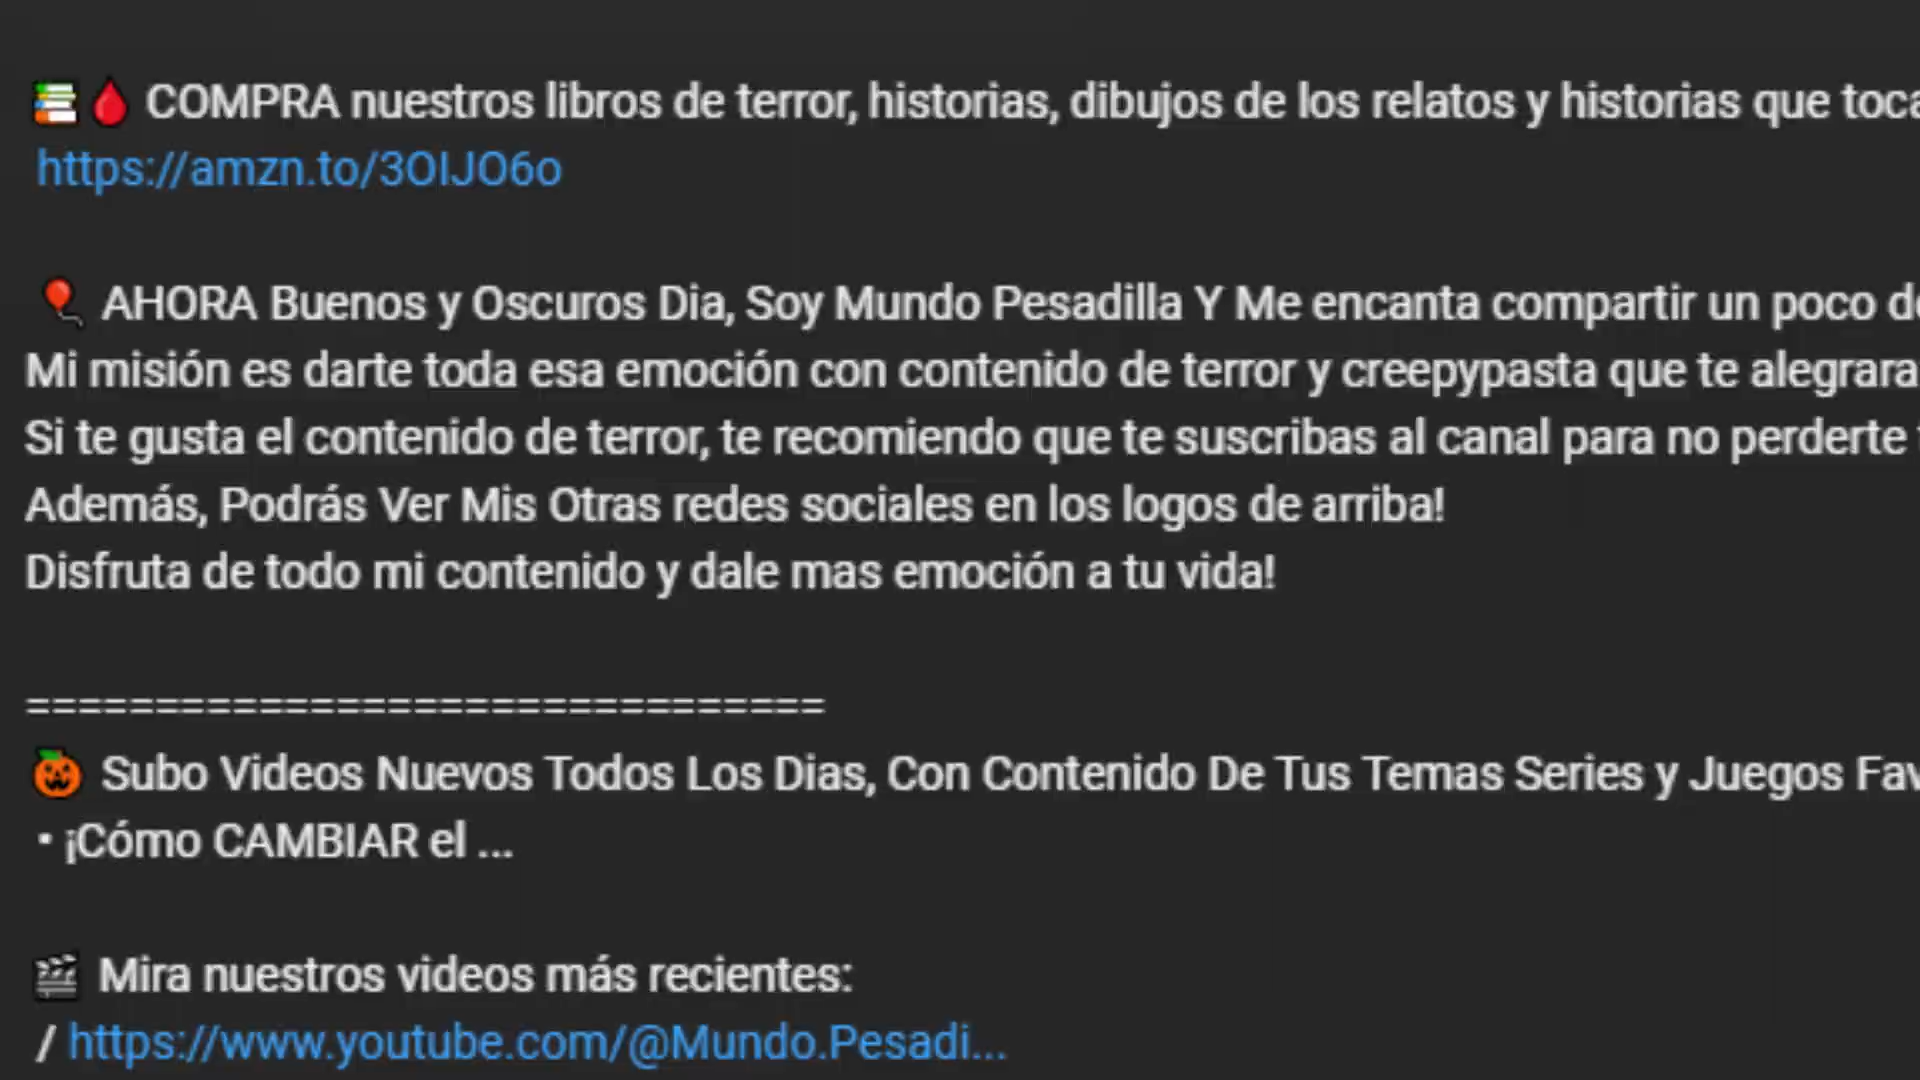 📚🩸 COMPRA nuestros libros de terror, historias, dibujos de los relatos y historias que
https://amzn.to/3OIJO6o
🎈 AHORA Buenos y Oscuros Dia, Soy Mundo Pesadilla Y Me encanta compartir un poco
Mi misión es darte toda esa emoción con contenido de terror y creepypasta que te alegrara
Si te gusta el contenido de terror, te recomiendo que te suscribas al canal para no perderte
Además, Podrás Ver Mis Otras redes sociales en los logos de arriba!
Disfruta de todo mi contenido y dale mas emoción a tu vida!
===============================
🎃 Subo Videos Nuevos Todos Los Dias, Con Contenido De Tus Temas Series y Juegos
• ¡Cómo CAMBIAR el ...
🎬 Mira nuestros videos más recientes:
/ https://www.youtube.com/@Mundo.Pesadi...